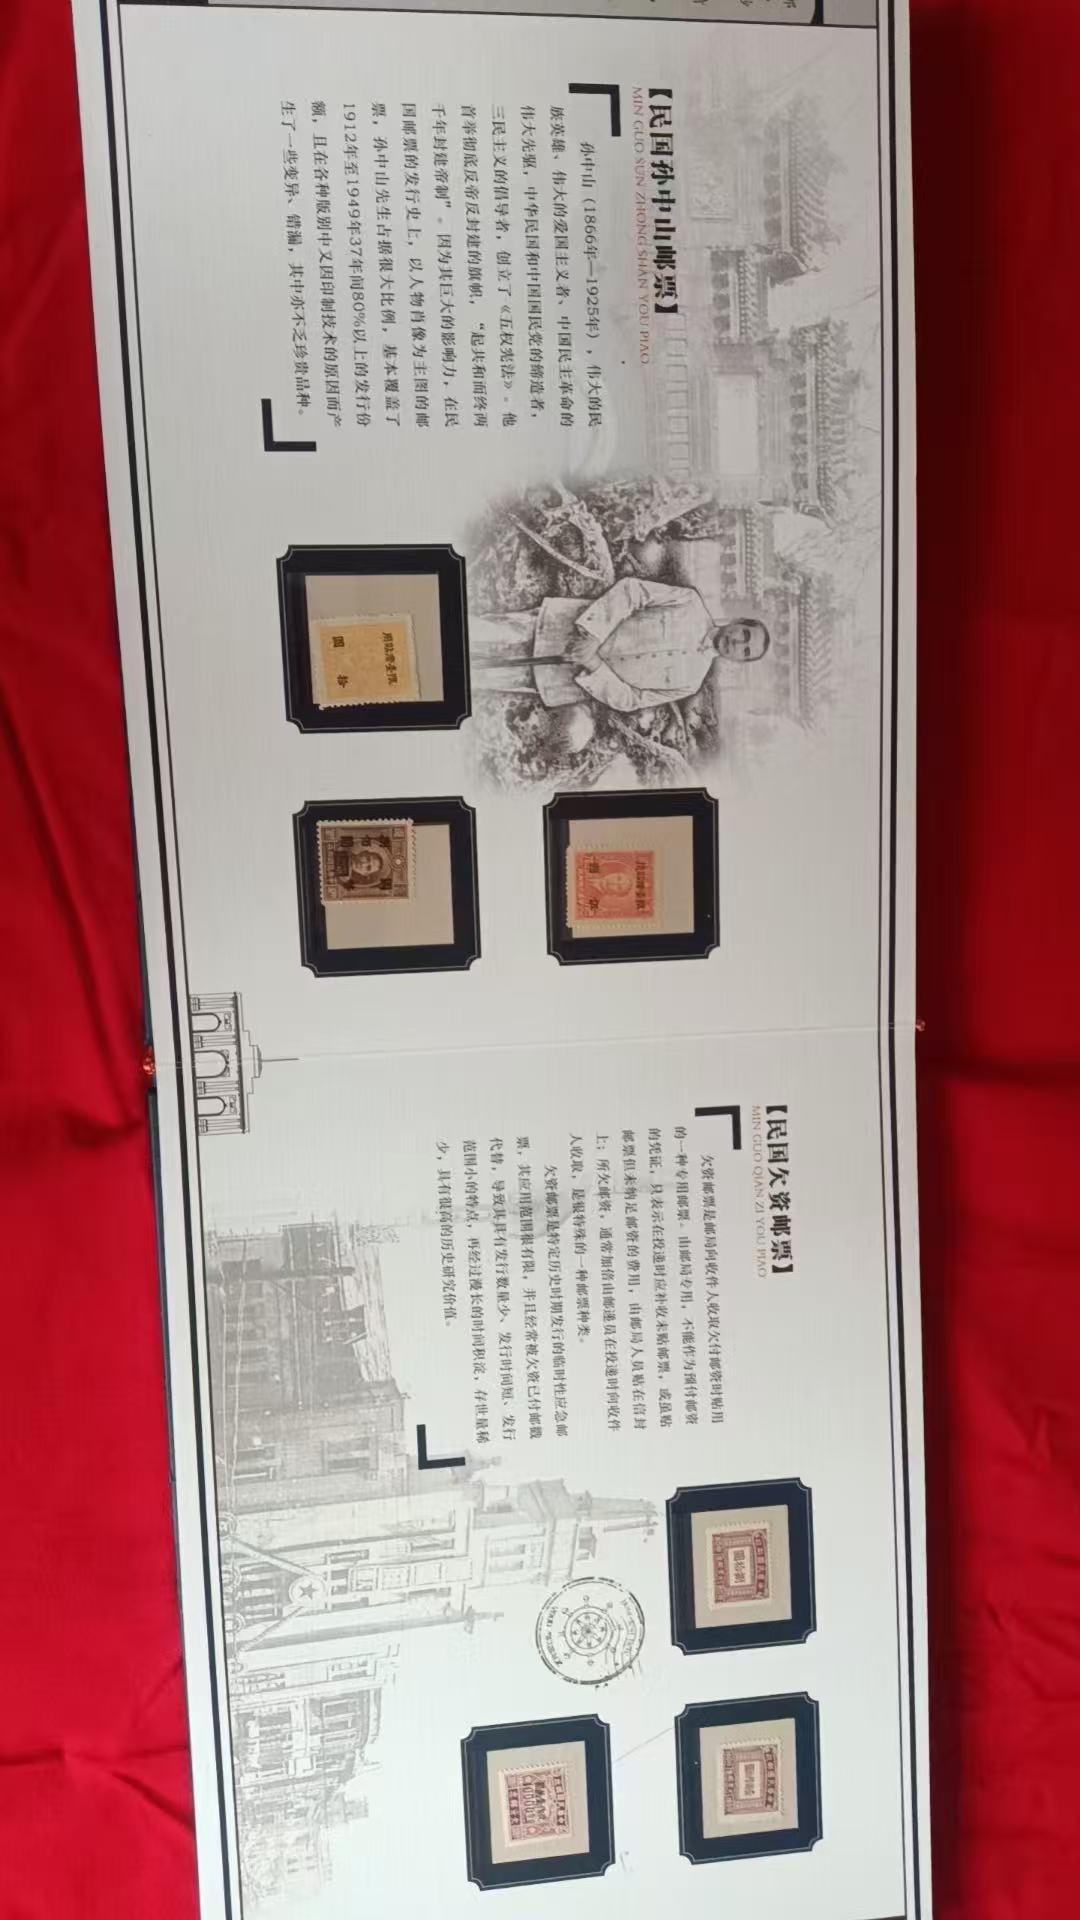 【民国孙中山邮票】
MIN GUO SUN ZHONG SHAN YOU PIAO
孙中山（1866年—1925年），伟大的民
族英雄、伟大的爱国主义者、中国民主革命的
伟大先驱，中华民国和中国国民党的缔造者，
三民主义的倡导者，创立了《五权宪法》。他
首举彻底反帝反封建的旗帜，“起共和而终两
千年封建帝制”。因为其巨大的影响力，在民
国邮票的发行史上，以人物肖像为主图的邮
票，孙中山先生占据很大比例，基本覆盖了
1912年至1949年37年间80%以上的发行份
额，且在各种版别中又因印制技术的原因而产
生了一些变异、错漏，其中亦不乏珍贵品种。
限臺灣貼用
拾
圓
限臺灣貼用
【民国欠资邮票】
MIN GUO QIAN ZI YOU PIAO
欠资邮票是邮局向收件人收取欠付邮资时贴用
的一种专用邮票。由邮局专用，不能作为预付邮资
的凭证，只表示在投递时应补收未贴邮票，或虽贴
邮票但未纳足邮资的费用，由邮局人员贴在信封
上；所欠邮资，通常加倍由邮递员在投递时向收件
人收取，是很特殊的一种邮票种类。
欠资邮票是特定历史时期发行的临时性应急邮
票，其应用范围很有限，并且经常被欠资已付邮戳
代替，导致其具有发行数量少、发行时间短、发行
范围小的特点，再经过漫长的时间积淀，存世量稀
少，具有很高的历史研究价值。
捌拾圓